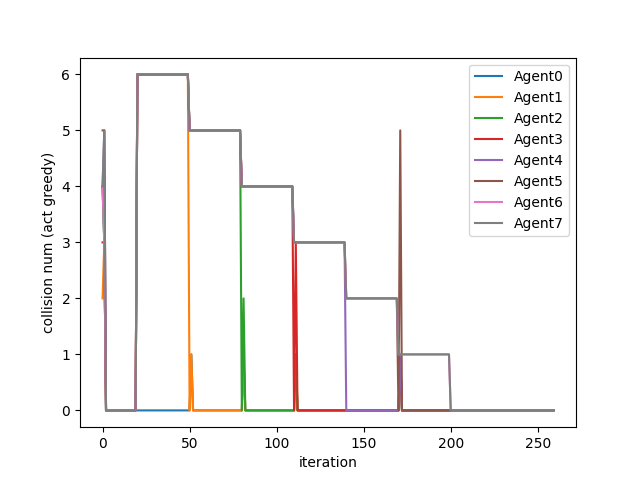 collision num (act greedy)
6
5
4
3
2
1
0
0
50
100
150
200
250
iteration
Agent0
Agent1
Agent2
Agent3
Agent4
Agent5
Agent6
Agent7